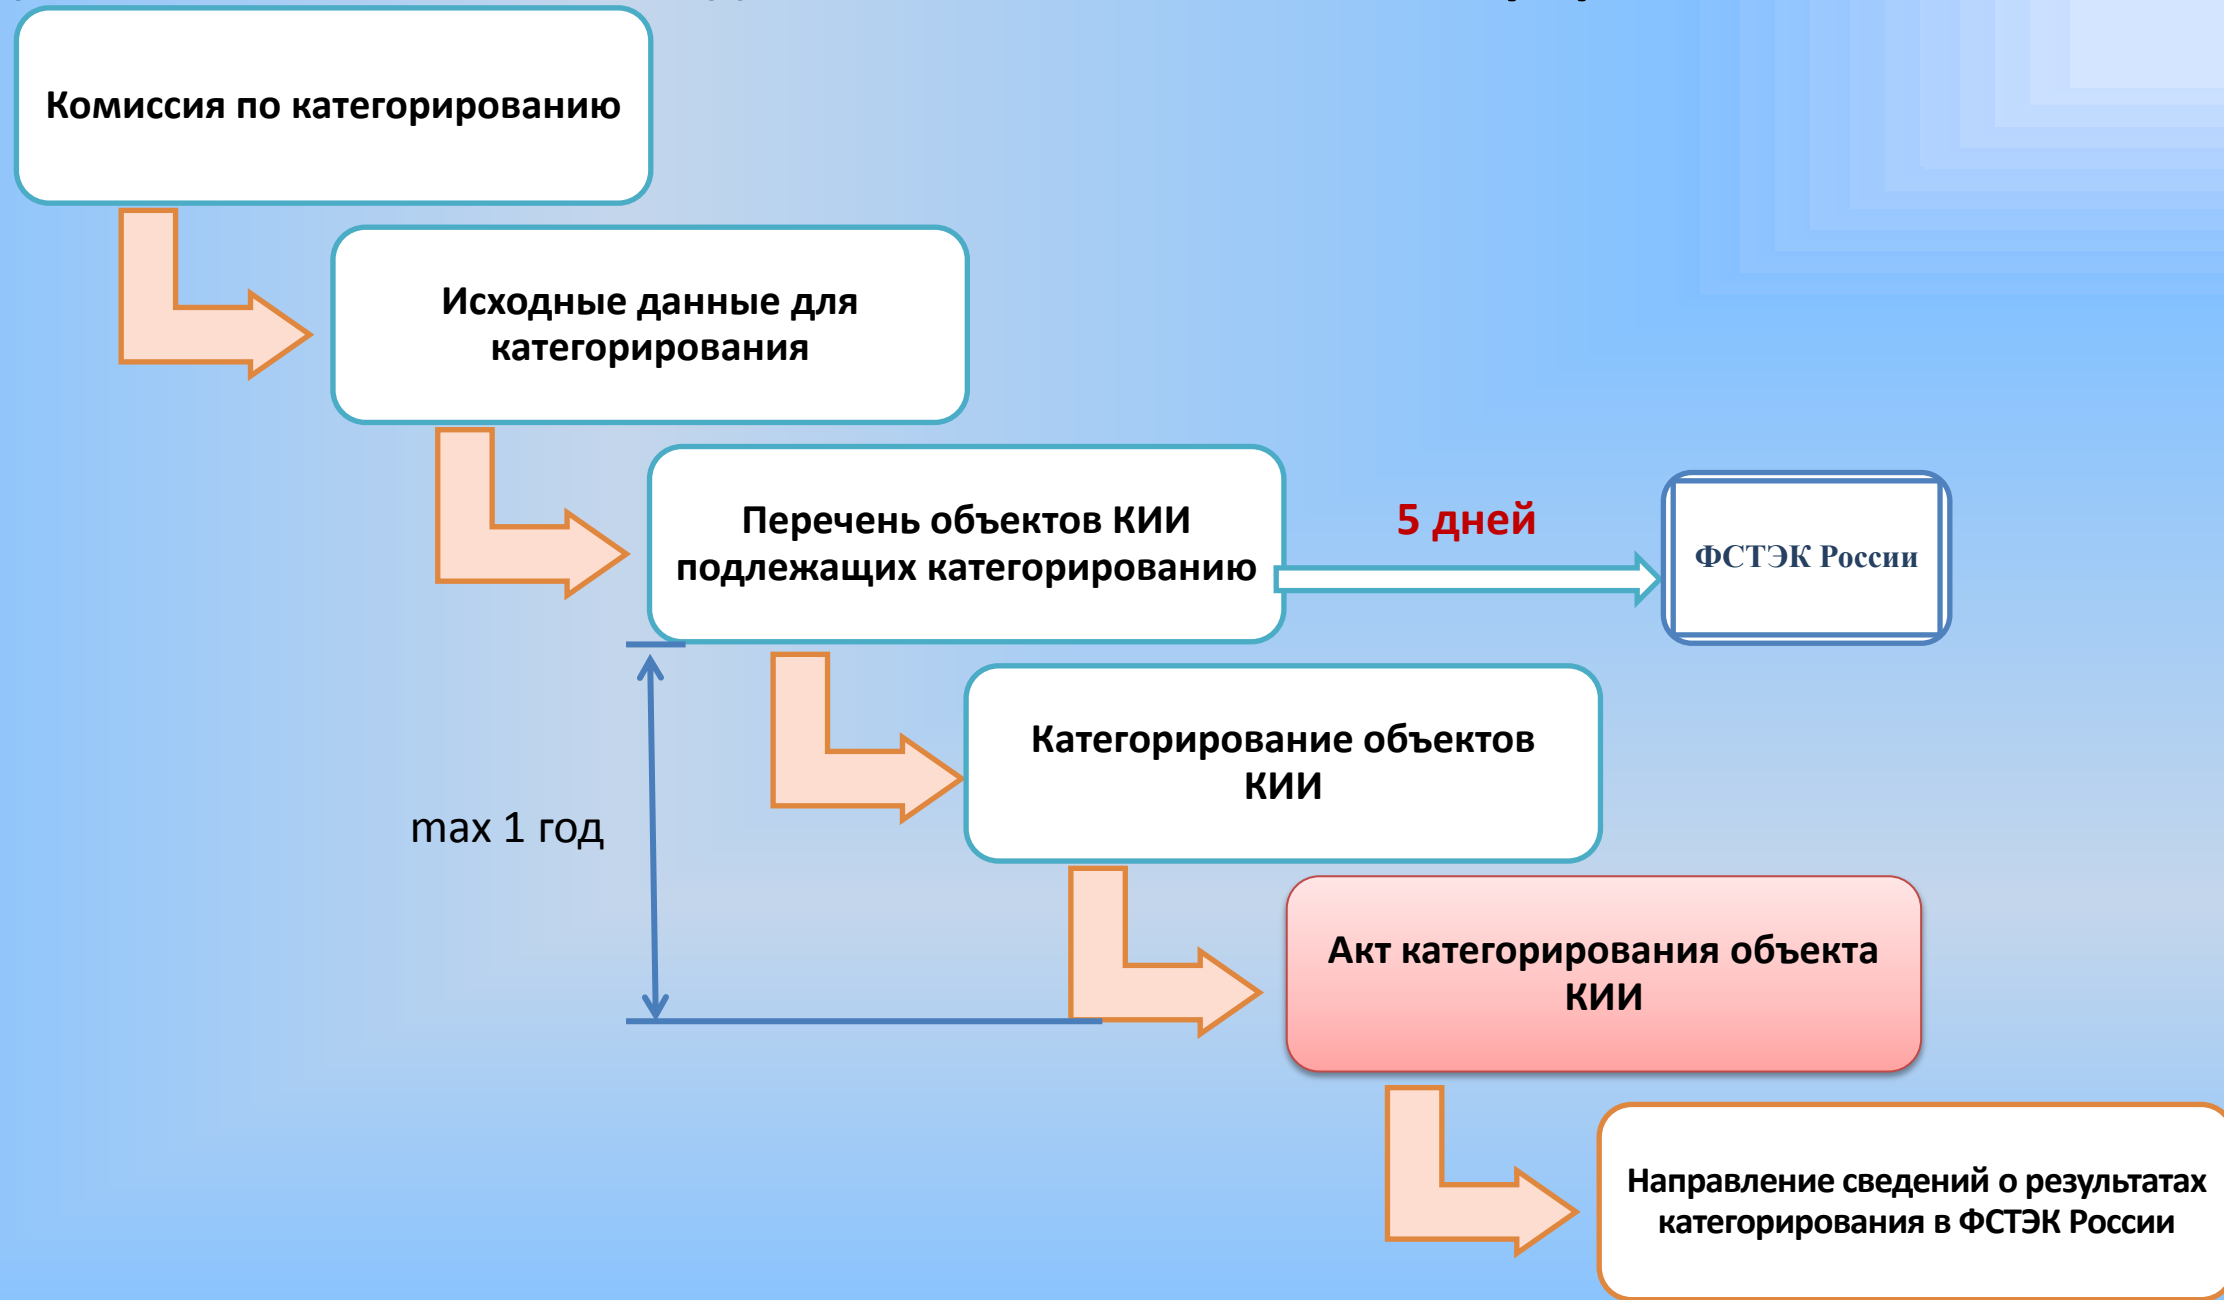 Комиссия по категорированию
Исходные данные для
категорирования
Перечень объектов КИИ
подлежащих категорированию
5 дней
ФСТЭК России
Категорирование объектов
КИИ
max 1 год
Акт категорирования объекта
КИИ
Направление сведений о результатах
категорирования в ФСТЭК России